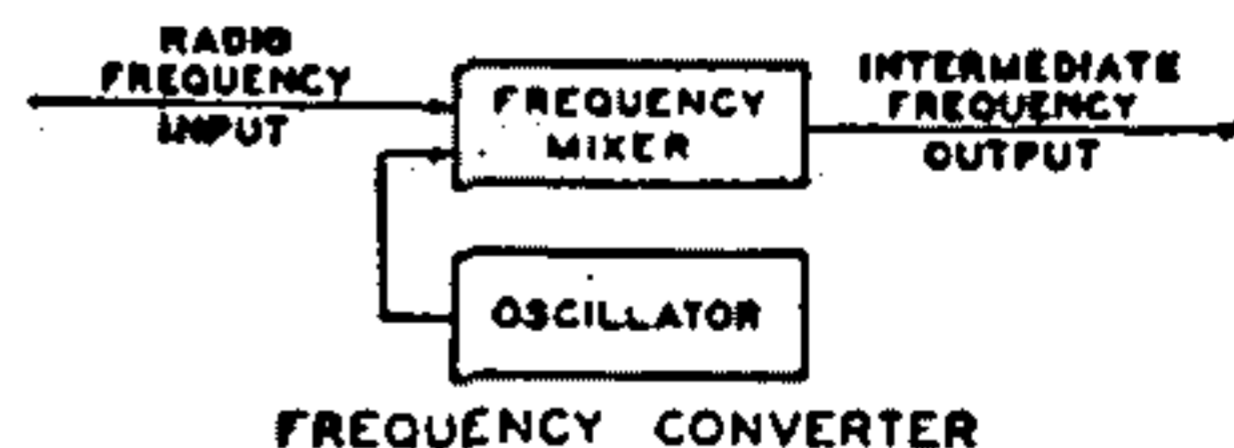 RADIO
FREQUENCY
INPUT
FREQUENCY
MIXER
INTERMEDIATE
FREQUENCY
OUTPUT
OSCILLATOR
FREQUENCY CONVERTER